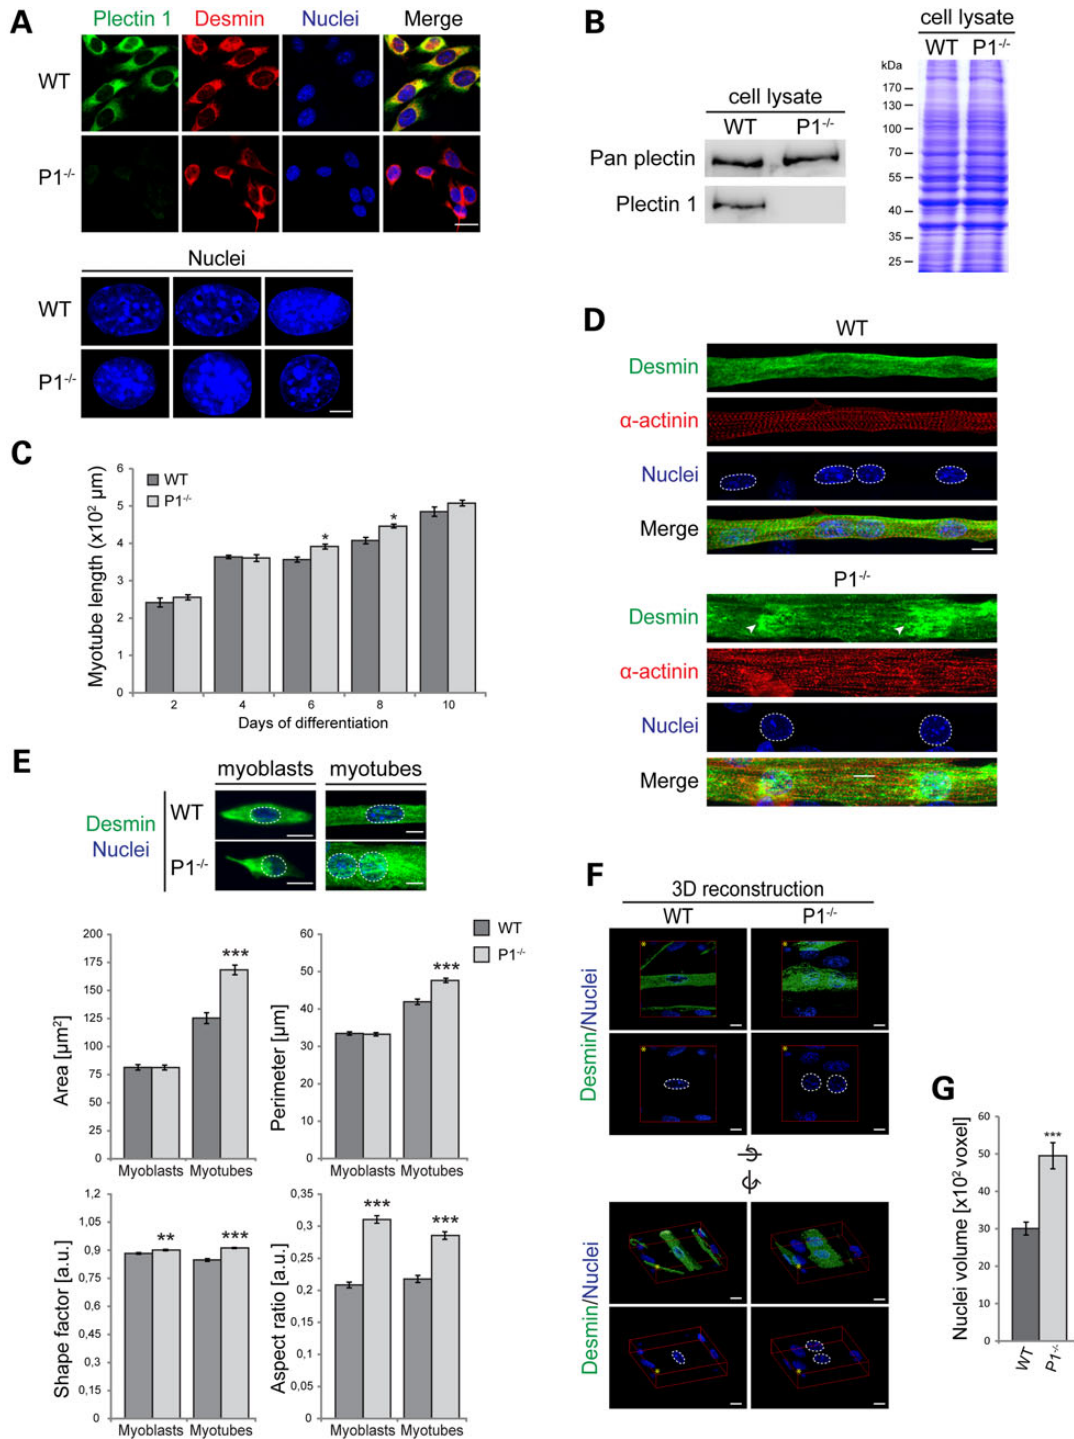 A
Plectin 1 Desmin Nuclei Merge
WT
P1-/-
Nuclei
WT
P1-/-
B
cell lysate
WT P1-/-
Pan plectin
Plectin 1
cell lysate
WT P1-/-
kDa
170
130
100
70
55
40
35
25
C
Myotube length (x10² µm)
6
5
4
3
2
1
0
WT
P1-/-
*
*
2 4 6 8 10
Days of differentiation
D
WT
Desmin
α-actinin
Nuclei
Merge
P1-/-
Desmin
α-actinin
Nuclei
Merge
E
myoblasts myotubes
Desmin
Nuclei
WT
P1-/-
WT
P1-/-
Area [µm²]
200
175
150
125
100
75
50
25
0
***
Myoblasts Myotubes
Perimeter [µm]
60
50
40
30
20
10
0
***
Myoblasts Myotubes
Shape factor [a.u.]
1,2
1,05
0,9
0,75
0,6
0,45
0,3
0,15
0
**
***
Myoblasts Myotubes
Aspect ratio [a.u.]
0,35
0,3
0,25
0,2
0,15
0,1
0,05
0
***
***
Myoblasts Myotubes
F
3D reconstruction
WT P1-/-
Desmin/Nuclei
Desmin/Nuclei
G
Nuclei volume [x10² voxel]
60
50
40
30
20
10
0
***
WT P1-/-